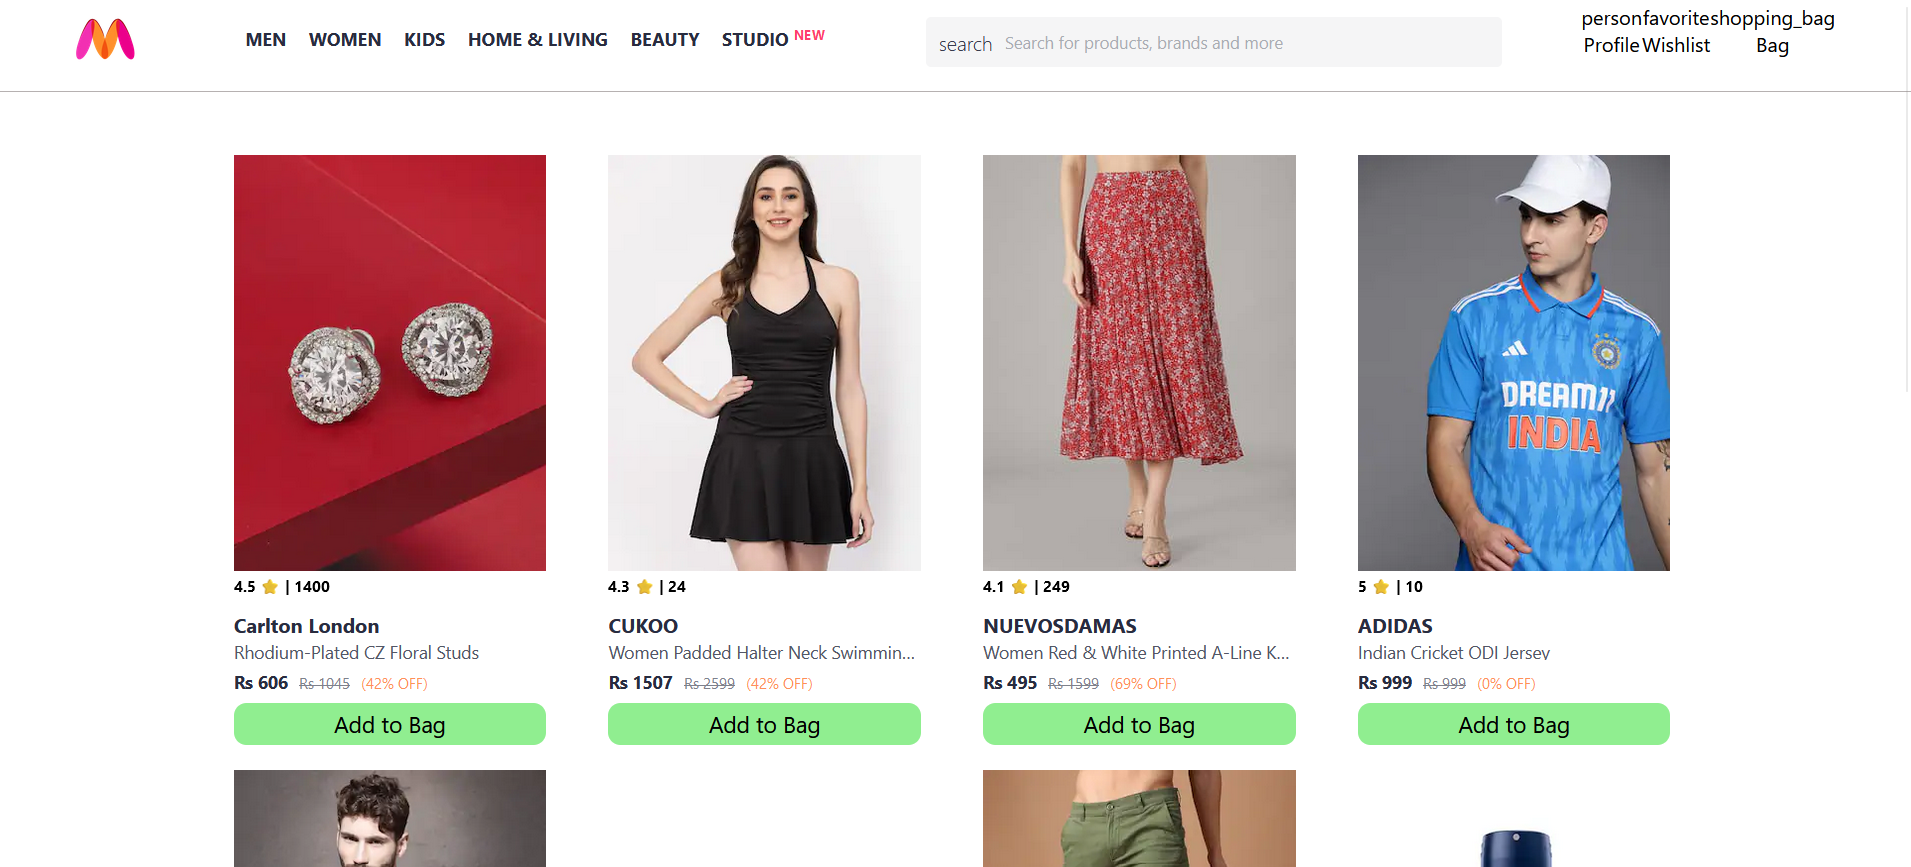 MEN WOMEN KIDS HOME & LIVING BEAUTY STUDIO NEW
search Search for products, brands and more
personfavoriteshopping_bag
Profile Wishlist Bag
DREAM11
INDIA
4.5 ⭐ | 1400
Carlton London
Rhodium-Plated CZ Floral Studs
Rs 606 Rs 1045 (42% OFF)
Add to Bag
4.3 ⭐ | 24
CUKOO
Women Padded Halter Neck Swimmin...
Rs 1507 Rs 2599 (42% OFF)
Add to Bag
4.1 ⭐ | 249
NUEVOSDAMAS
Women Red & White Printed A-Line K...
Rs 495 Rs 1599 (69% OFF)
Add to Bag
5 ⭐ | 10
ADIDAS
Indian Cricket ODI Jersey
Rs 999 Rs 999 (0% OFF)
Add to Bag